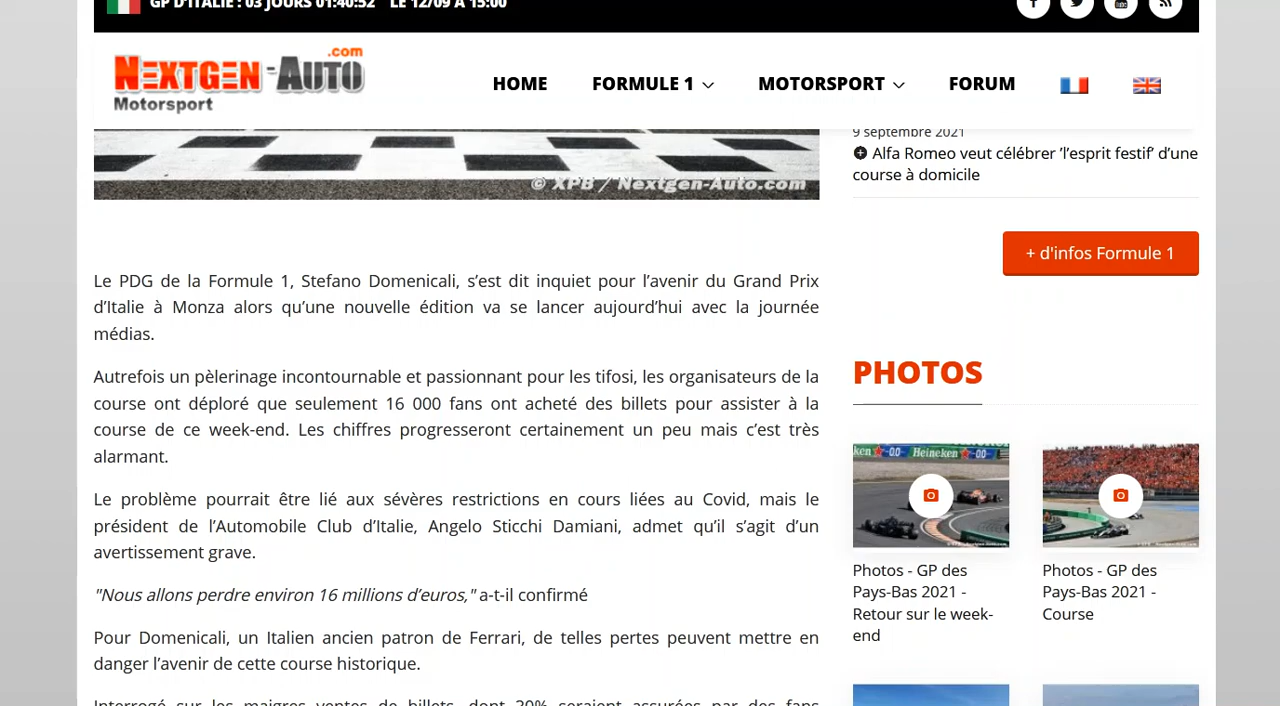 GP D'ITALIE : 03 JOURS 01:40:52 LE 12/09 À 15:00
NEXTGEN-AUTO
.com
Motorsport
HOME
FORMULE 1
MOTORSPORT
FORUM
© XPB / Nextgen-Auto.com
Le PDG de la Formule 1, Stefano Domenicali, s’est dit inquiet pour l’avenir du Grand Prix
d’Italie à Monza alors qu’une nouvelle édition va se lancer aujourd’hui avec la journée
médias.
Autrefois un pèlerinage incontournable et passionnant pour les tifosi, les organisateurs de la
course ont déploré que seulement 16 000 fans ont acheté des billets pour assister à la
course de ce week-end. Les chiffres progresseront certainement un peu mais c’est très
alarmant.
Le problème pourrait être lié aux sévères restrictions en cours liées au Covid, mais le
président de l’Automobile Club d’Italie, Angelo Sticchi Damiani, admet qu’il s’agit d’un
avertissement grave.
"Nous allons perdre environ 16 millions d’euros," a-t-il confirmé
Pour Domenicali, un Italien ancien patron de Ferrari, de telles pertes peuvent mettre en
danger l’avenir de cette course historique.
Interrogé sur les maigres ventes de billets, dont 30% seraient assurées par des fans
9 septembre 2021
Alfa Romeo veut célébrer ’l’esprit festif’ d’une
course à domicile
+ d'infos Formule 1
PHOTOS
Heineken 0.0
Photos - GP des
Pays-Bas 2021 -
Retour sur le week-
end
Photos - GP des
Pays-Bas 2021 -
Course